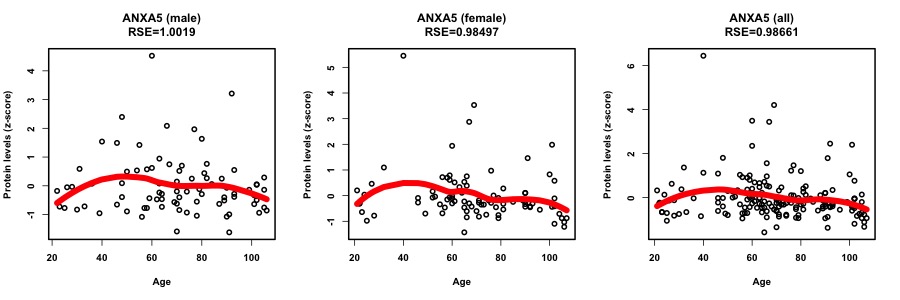 ANXA5 (male)
RSE=1.0019
Protein levels (z-score)
4
3
2
1
0
-1
20 40 60 80 100
Age
ANXA5 (female)
RSE=0.98497
Protein levels (z-score)
5
4
3
2
1
0
-1
20 40 60 80 100
Age
ANXA5 (all)
RSE=0.98661
Protein levels (z-score)
6
4
2
0
20 40 60 80 100
Age